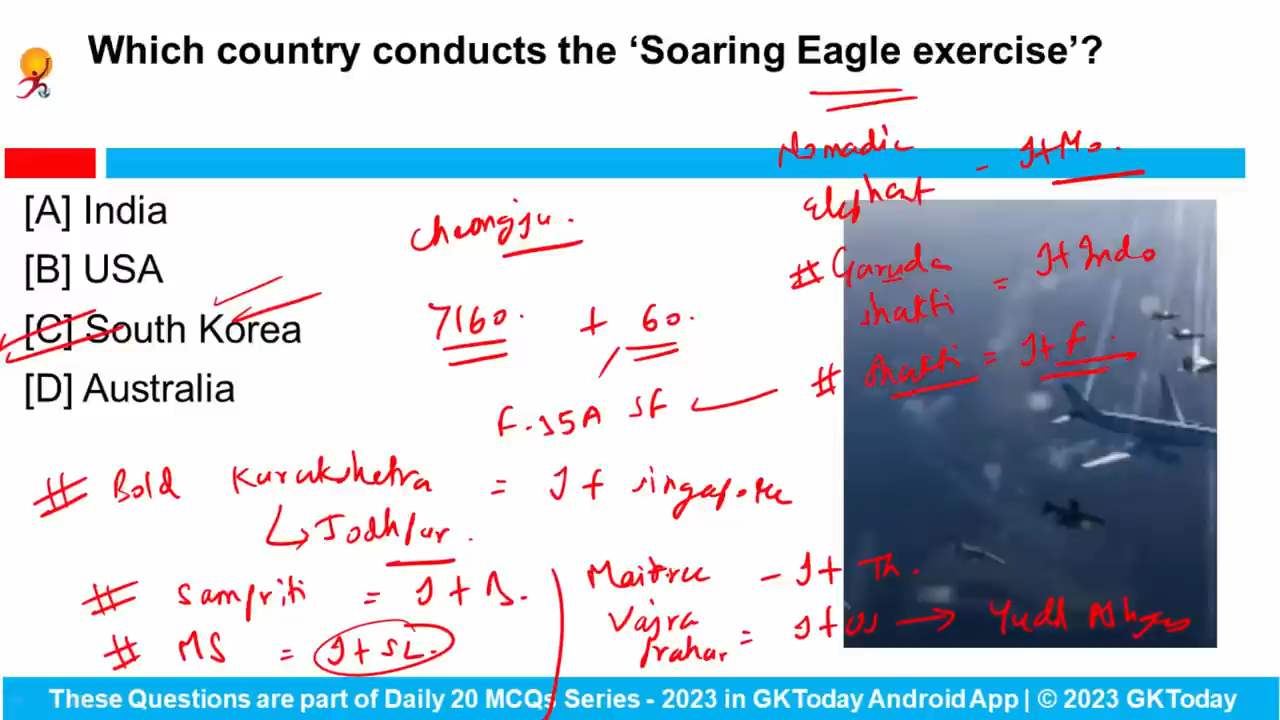 Which country conducts the ‘Soaring Eagle exercise’?
Nomadic
Elephant - I+Mo.
[A] India
[B] USA
[C] South Korea
[D] Australia
Cheongju.
7160. + 60.
F-35A SF
# Garuda
Shakti = I+ Indo
# Shakti = I+F.
# Bold Kurukshetra = I+ Singapore
Jodhpur.
# Sampriti = I+B.
# MS = I+SL.
Maitree - I+Th.
Vajra
Prahar = I+US → Yudh Abhyas
These Questions are part of Daily 20 MCQs Series - 2023 in GKToday Android App | © 2023 GKToday